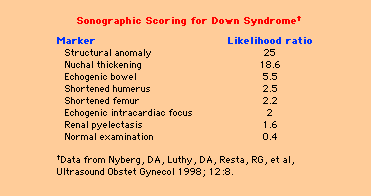 Sonographic Scoring for Down Syndrome†
Marker Likelihood ratio
Structural anomaly 25
Nuchal thickening 18.6
Echogenic bowel 5.5
Shortened humerus 2.5
Shortened femur 2.2
Echogenic intracardiac focus 2
Renal pyelectasis 1.6
Normal examination 0.4
†Data from Nyberg, DA, Luthy, DA, Resta, RG, et al,
Ultrasound Obstet Gynecol 1998; 12:8.